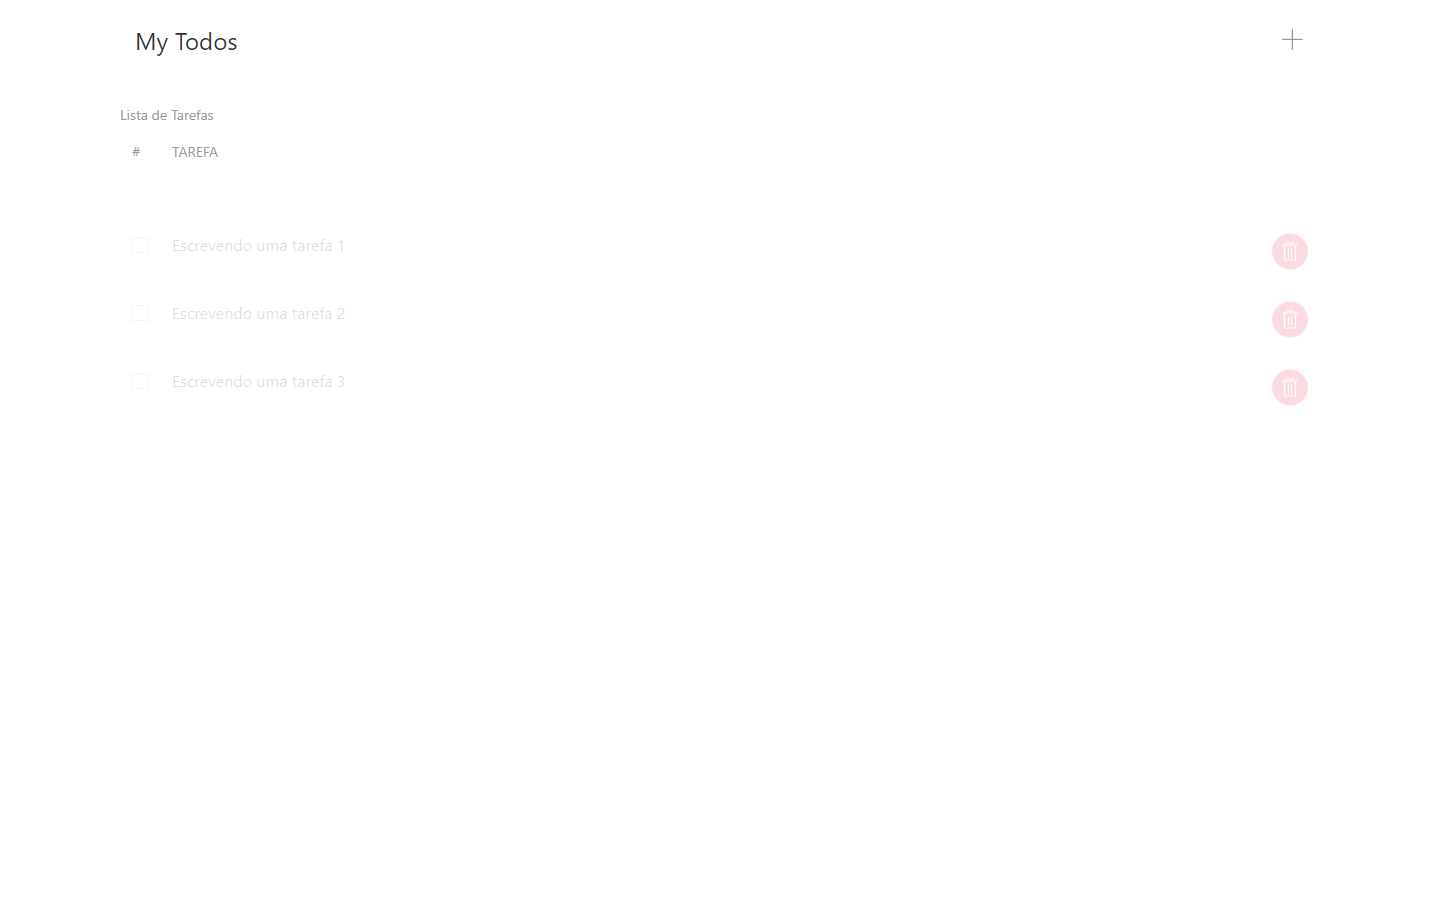 My Todos
Lista de Tarefas
# TAREFA
Escrevendo uma tarefa 1
Escrevendo uma tarefa 2
Escrevendo uma tarefa 3